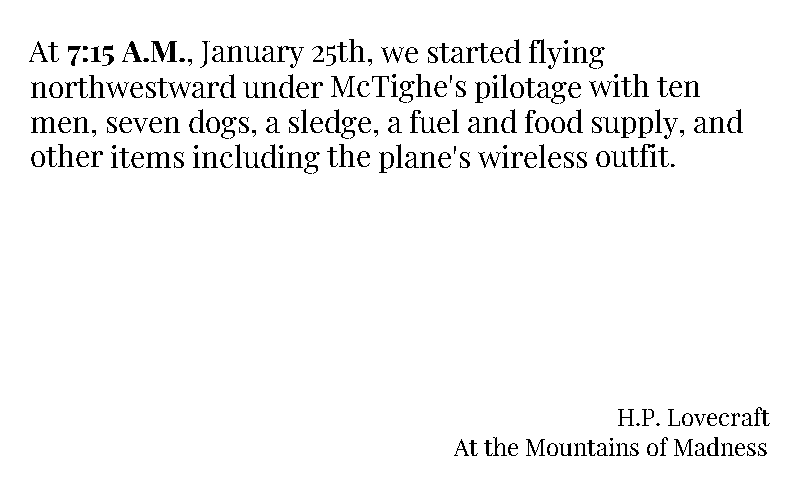 At 7:15 A.M., January 25th, we started flying
northwestward under McTighe's pilotage with ten
men, seven dogs, a sledge, a fuel and food supply, and
other items including the plane's wireless outfit.
H.P. Lovecraft
At the Mountains of Madness